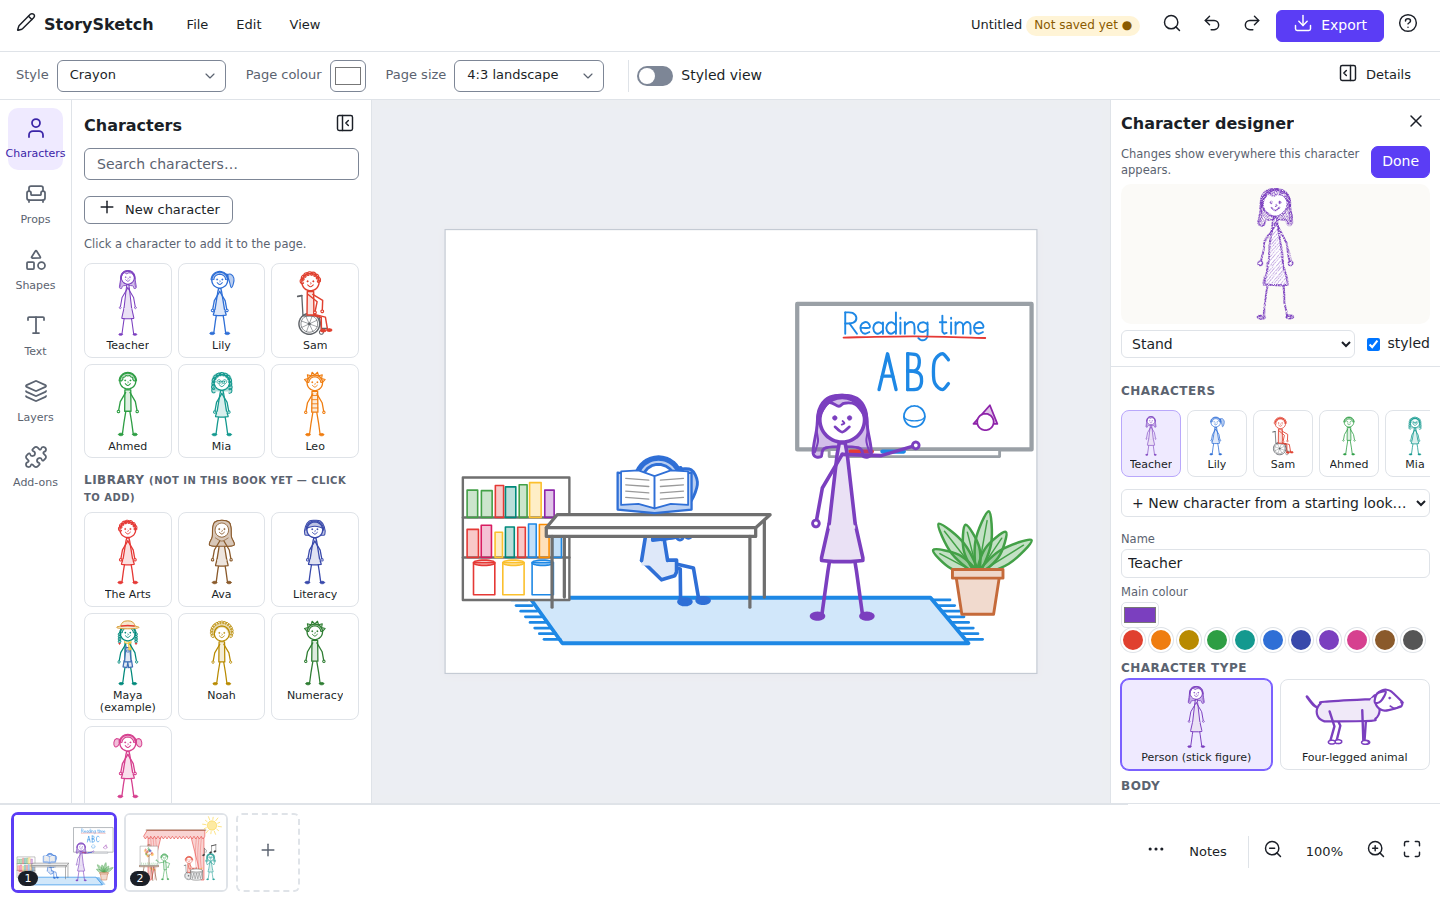 StorySketch
File
Edit
View
Untitled
Not saved yet
Export
Style
Crayon
Page colour
Page size
4:3 landscape
Styled view
Details
Characters
Props
Shapes
Text
Layers
Add-ons
Characters
Search characters...
New character
Click a character to add it to the page.
Teacher
Lily
Sam
Ahmed
Mia
Leo
LIBRARY (NOT IN THIS BOOK YET — CLICK
TO ADD)
The Arts
Ava
Literacy
Maya
(example)
Noah
Numeracy
Reading time
ABC
Character designer
Changes show everywhere this character
appears.
Done
Stand
styled
CHARACTERS
Teacher
Lily
Sam
Ahmed
Mia
+ New character from a starting look...
Name
Teacher
Main colour
CHARACTER TYPE
Person (stick figure)
Four-legged animal
BODY
Reading time
ABC
1
2
Notes
100%